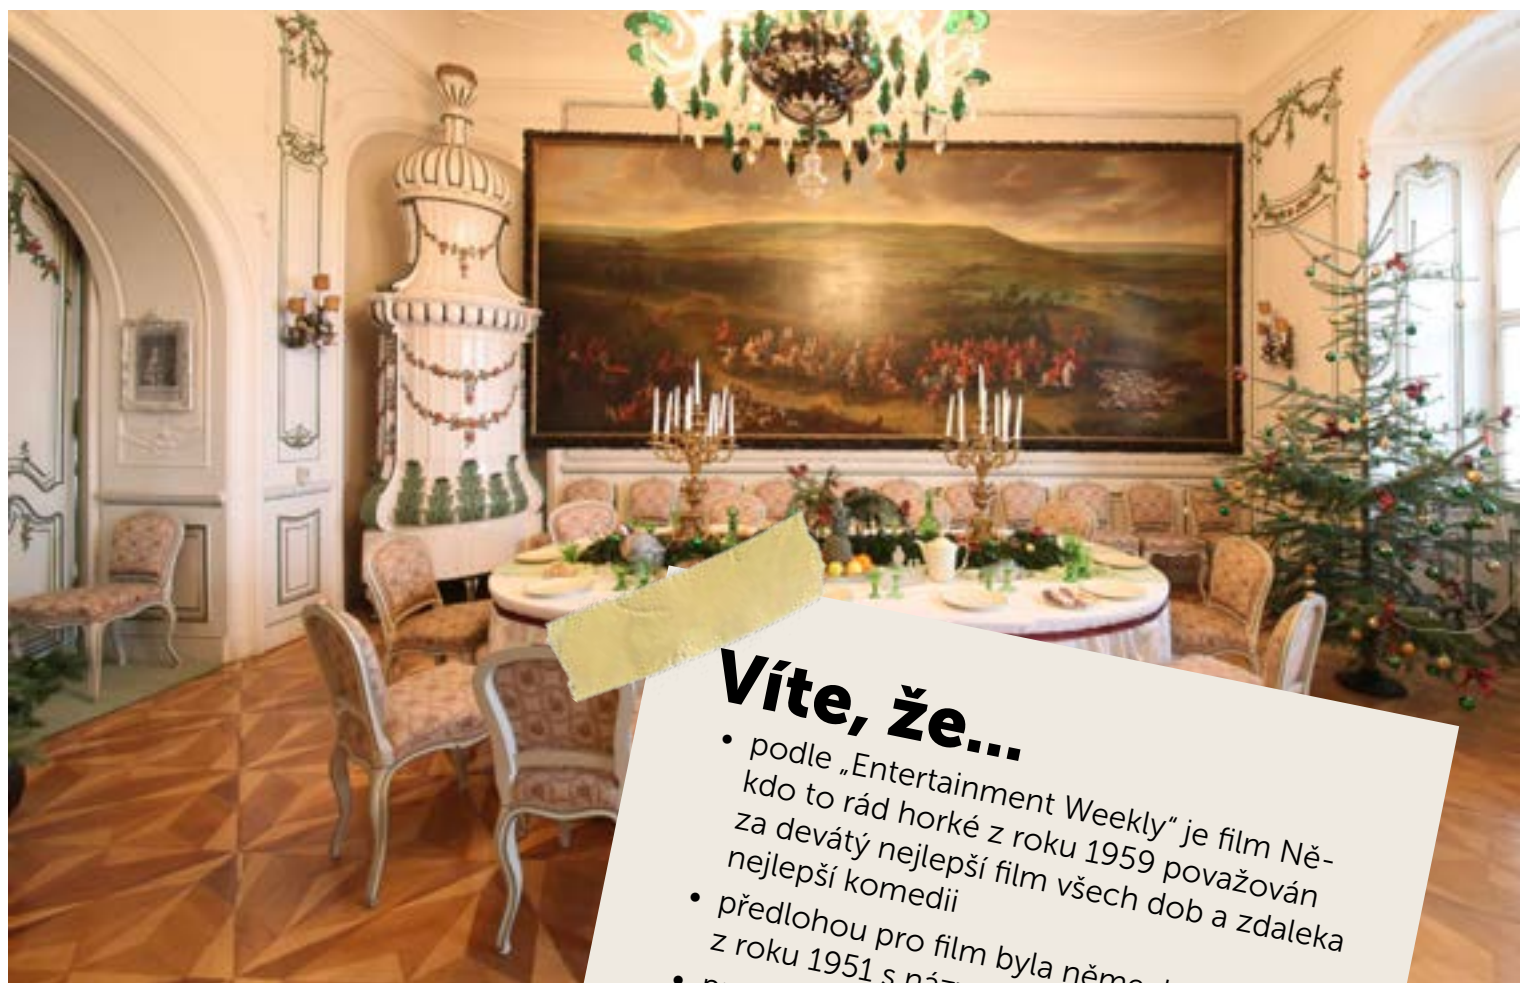 Víte, že...
• podle „Entertainment Weekly“ je film Ně-
kdo to rád horké z roku 1959 považován
za devátý nejlepší film všech dob a zdaleka
nejlepší komedii
• předlohou pro film byla
z roku 1951 s